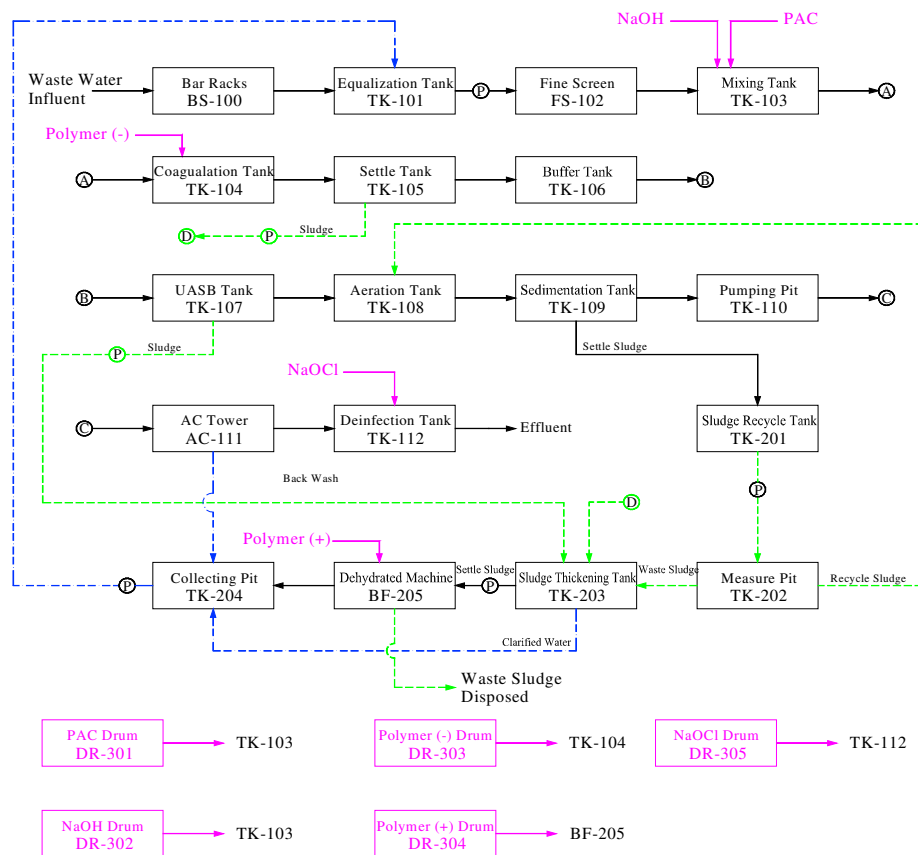 NaOH
PAC
Waste Water
Influent
Bar Racks
BS-100
Equalization Tank
TK-101
P
Fine Screen
FS-102
Mixing Tank
TK-103
A
Polymer (-)
A
Coagualation Tank
TK-104
Settle Tank
TK-105
Buffer Tank
TK-106
B
D
P
Sludge
B
UASB Tank
TK-107
Aeration Tank
TK-108
Sedimentation Tank
TK-109
Pumping Pit
TK-110
C
P
Sludge
Settle Sludge
NaOCl
C
AC Tower
AC-111
Deinfection Tank
TK-112
Effluent
Sludge Recycle Tank
TK-201
Back Wash
P
D
Polymer (+)
P
Collecting Pit
TK-204
Dehydrated Machine
BF-205
Settle Sludge
P
Sludge Thickening Tank
TK-203
Waste Sludge
Measure Pit
TK-202
Recycle Sludge
Clarified Water
Waste Sludge
Disposed
PAC Drum
DR-301
TK-103
Polymer (-) Drum
DR-303
TK-104
NaOCl Drum
DR-305
TK-112
NaOH Drum
DR-302
TK-103
Polymer (+) Drum
DR-304
BF-205